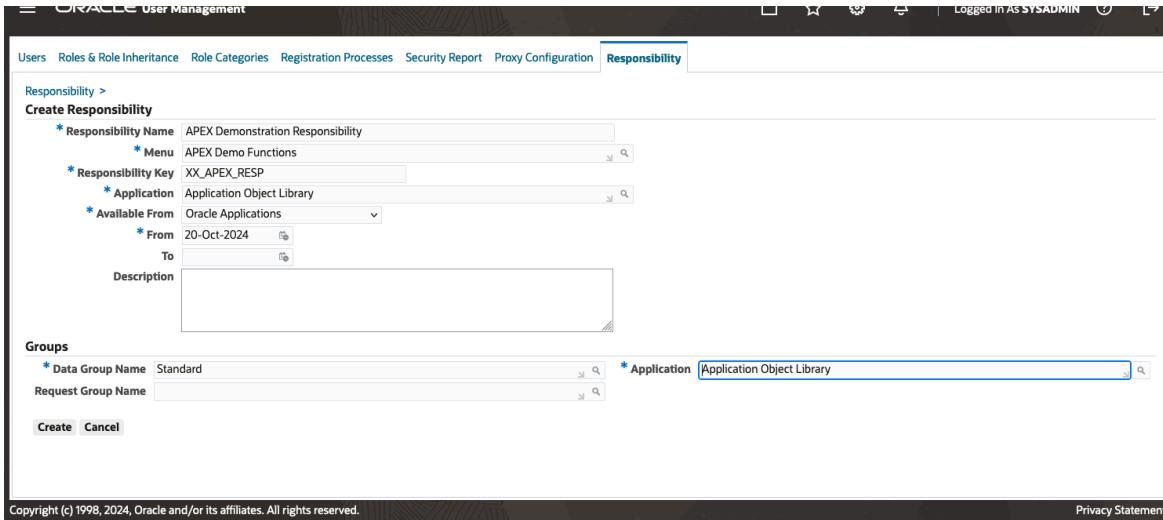 ORACLE User Management Logged In As SYSADMIN
Users Roles & Role Inheritance Role Categories Registration Processes Security Report Proxy Configuration Responsibility
Responsibility >
Create Responsibility
* Responsibility Name APEX Demonstration Responsibility
* Menu APEX Demo Functions
* Responsibility Key XX_APEX_RESP
* Application Application Object Library
* Available From Oracle Applications
* From 20-Oct-2024
To
Description
Groups
* Data Group Name Standard * Application Application Object Library
Request Group Name
Create Cancel
Copyright (c) 1998, 2024, Oracle and/or its affiliates. All rights reserved. Privacy Statement